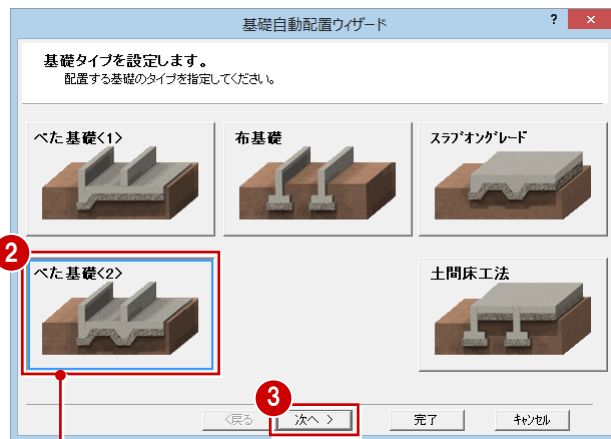 基礎自動配置ウィザード ? ×
基礎タイプを設定します。
配置する基礎のタイプを指定してください。
べた基礎<1> 布基礎 スラブオングレード
2
べた基礎<2> 土間床工法
3
<戻る 次へ > 完了 キャンセル